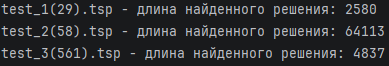 test_1(29).tsp - длина найденного решения: 2580
test_2(58).tsp - длина найденного решения: 64113
test_3(561).tsp - длина найденного решения: 4837